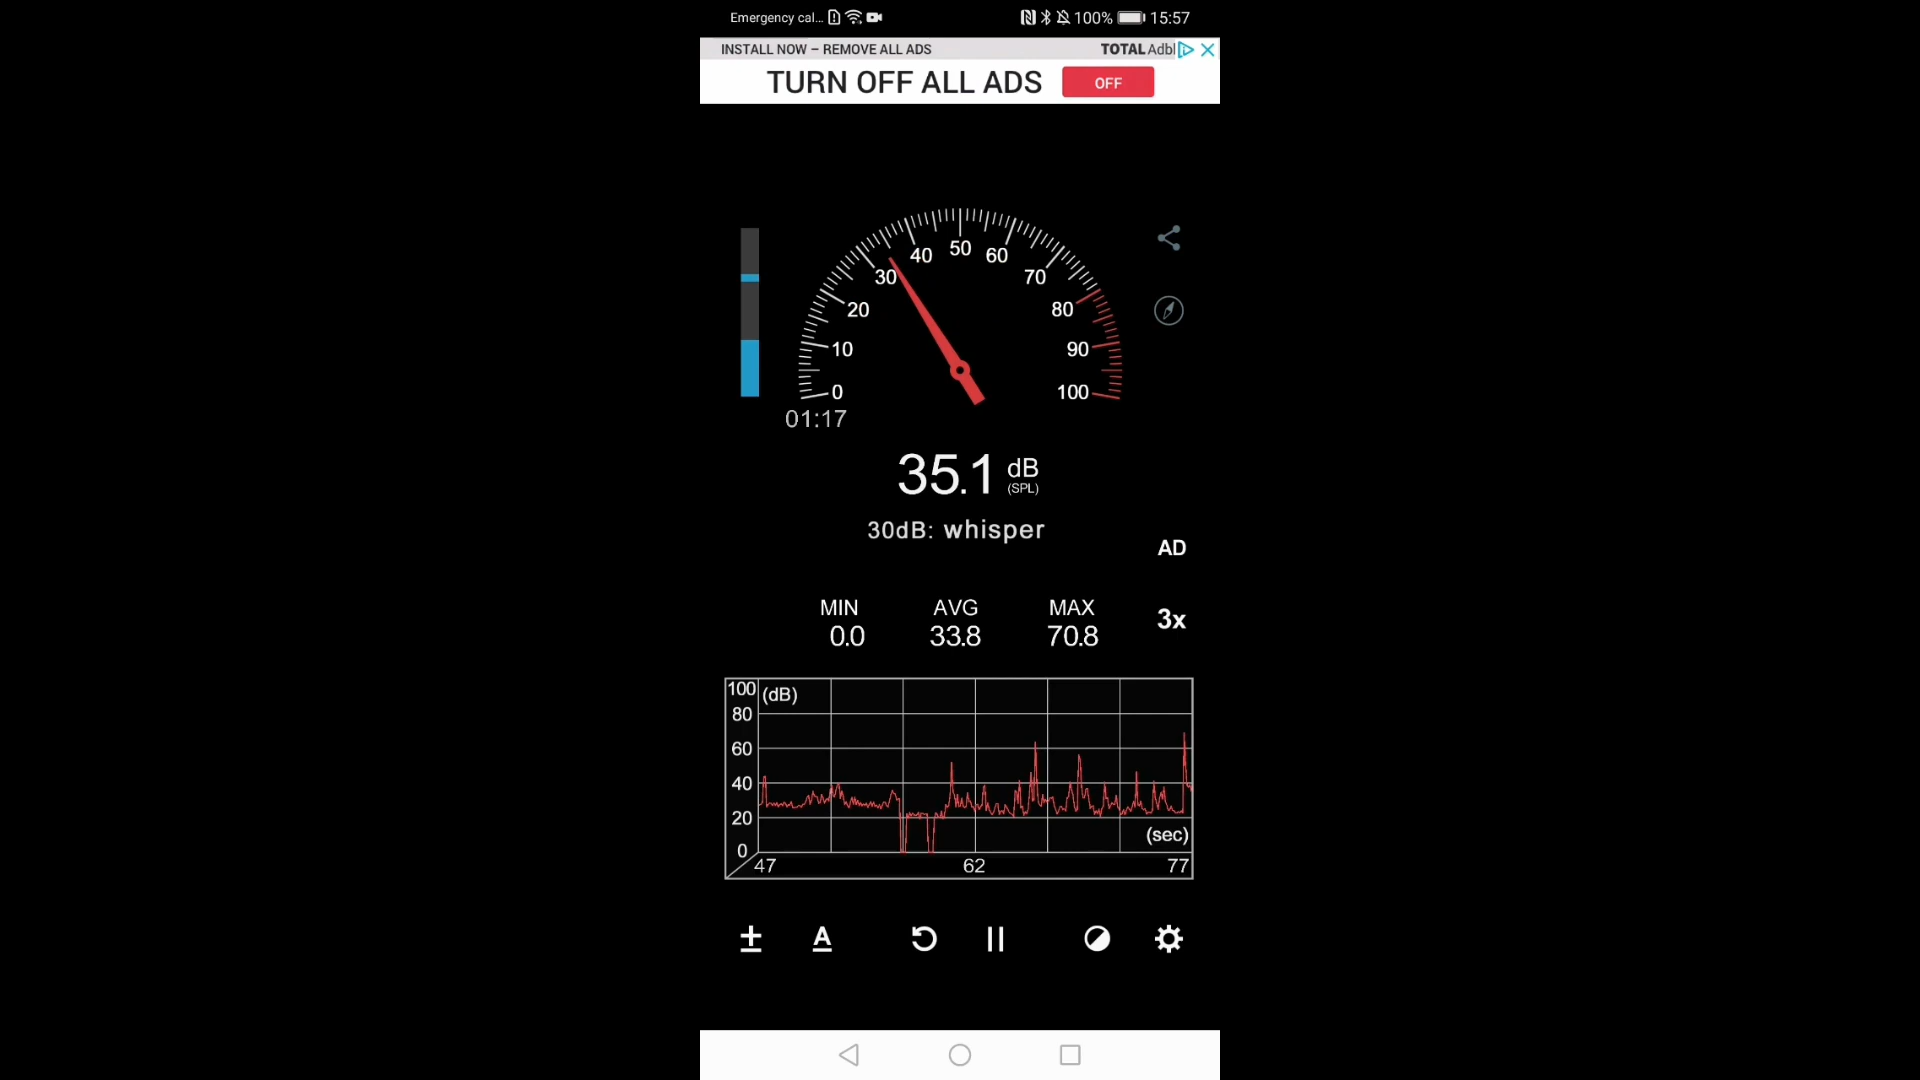 Emergency cal... 100% 15:57
INSTALL NOW – REMOVE ALL ADS TOTAL Adbl
TURN OFF ALL ADS OFF
0 10 20 30 40 50 60 70 80 90 100
01:17
35.1 dB
(SPL)
30dB: whisper
AD
MIN AVG MAX
0.0 33.8 70.8
3x
100 (dB)
80
60
40
20
(sec)
0
47 62 77
± A